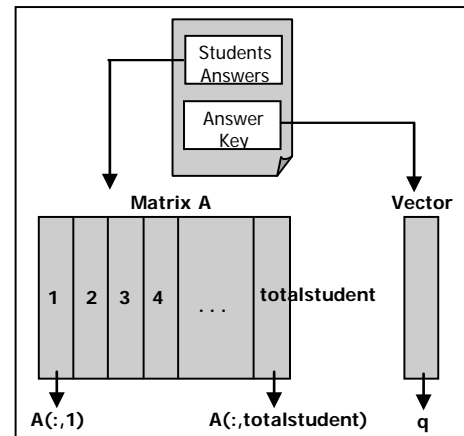 Students
Answers
Answer
Key
Matrix A
Vector
1 2 3 4 ... totalstudent
A(:,1)
A(:,totalstudent)
q